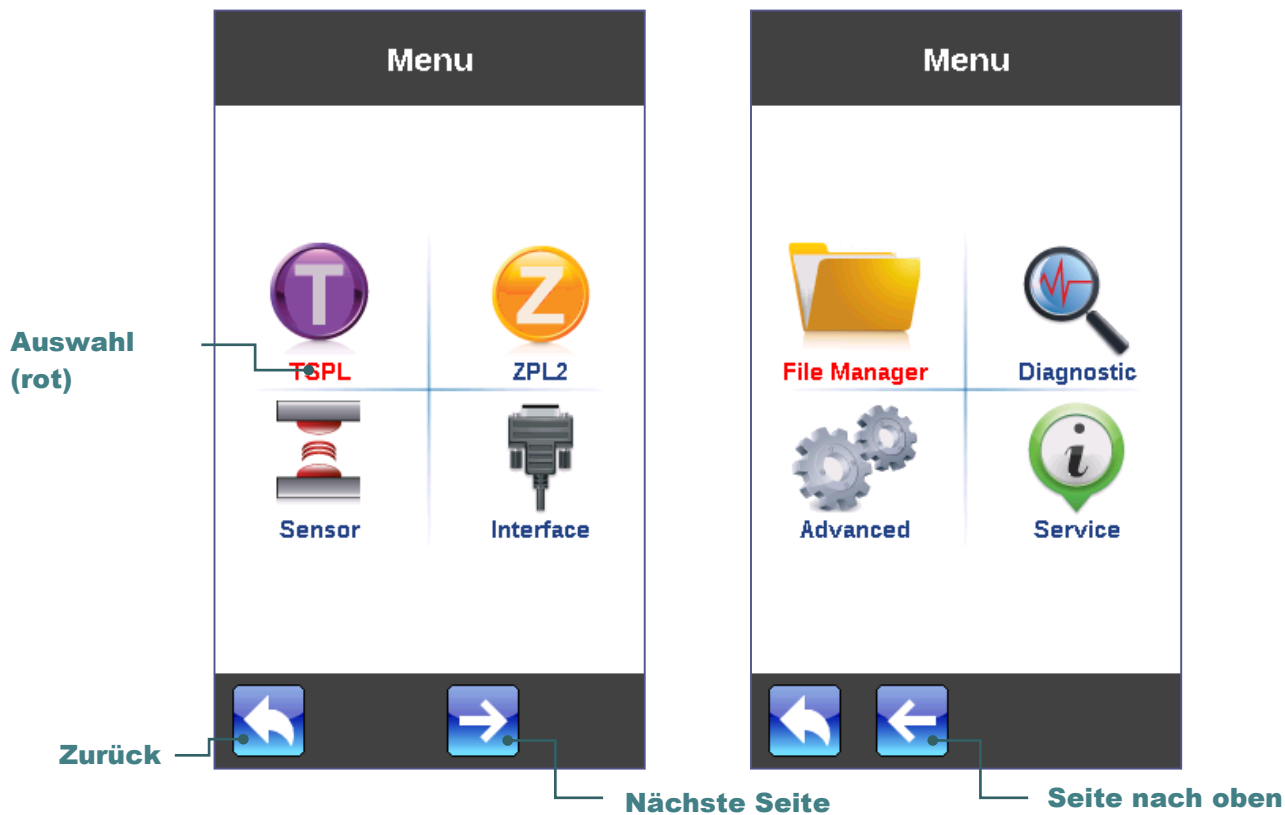 Menu
TSPL
ZPL2
Sensor
Interface
Auswahl
(rot)
Zurück
Nächste Seite
Menu
File Manager
Diagnostic
Advanced
Service
Seite nach oben